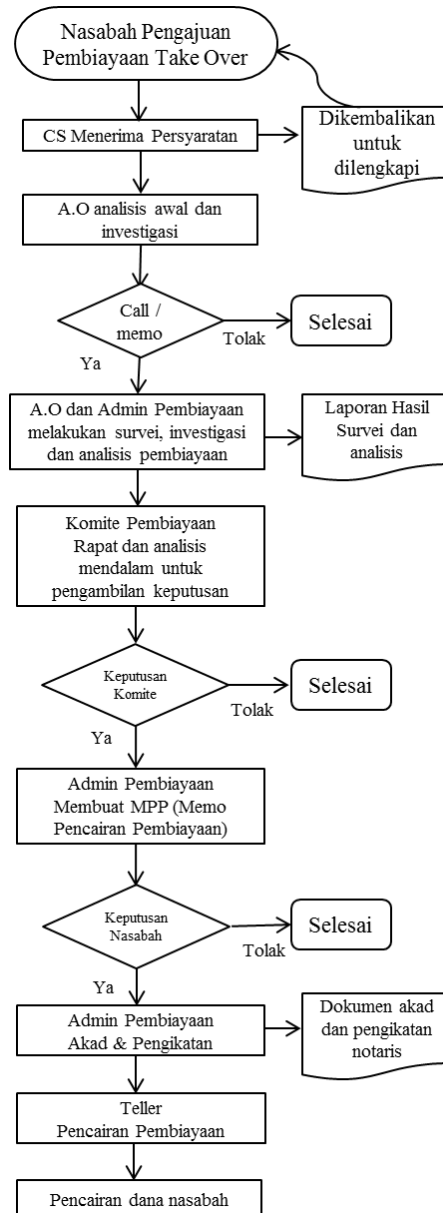 Nasabah Pengajuan
Pembiayaan Take Over
CS Menerima Persyaratan
Dikembalikan
untuk
dilengkapi
A.O analisis awal dan
investigasi
Call /
memo
Tolak
Selesai
Ya
A.O dan Admin Pembiayaan
melakukan survei, investigasi
dan analisis pembiayaan
Laporan Hasil
Survei dan
analisis
Komite Pembiayaan
Rapat dan analisis
mendalam untuk
pengambilan keputusan
Keputusan
Komite
Tolak
Selesai
Ya
Admin Pembiayaan
Membuat MPP (Memo
Pencairan Pembiayaan)
Keputusan
Nasabah
Tolak
Selesai
Ya
Admin Pembiayaan
Akad & Pengikatan
Dokumen akad
dan pengikatan
notaris
Teller
Pencairan Pembiayaan
Pencairan dana nasabah